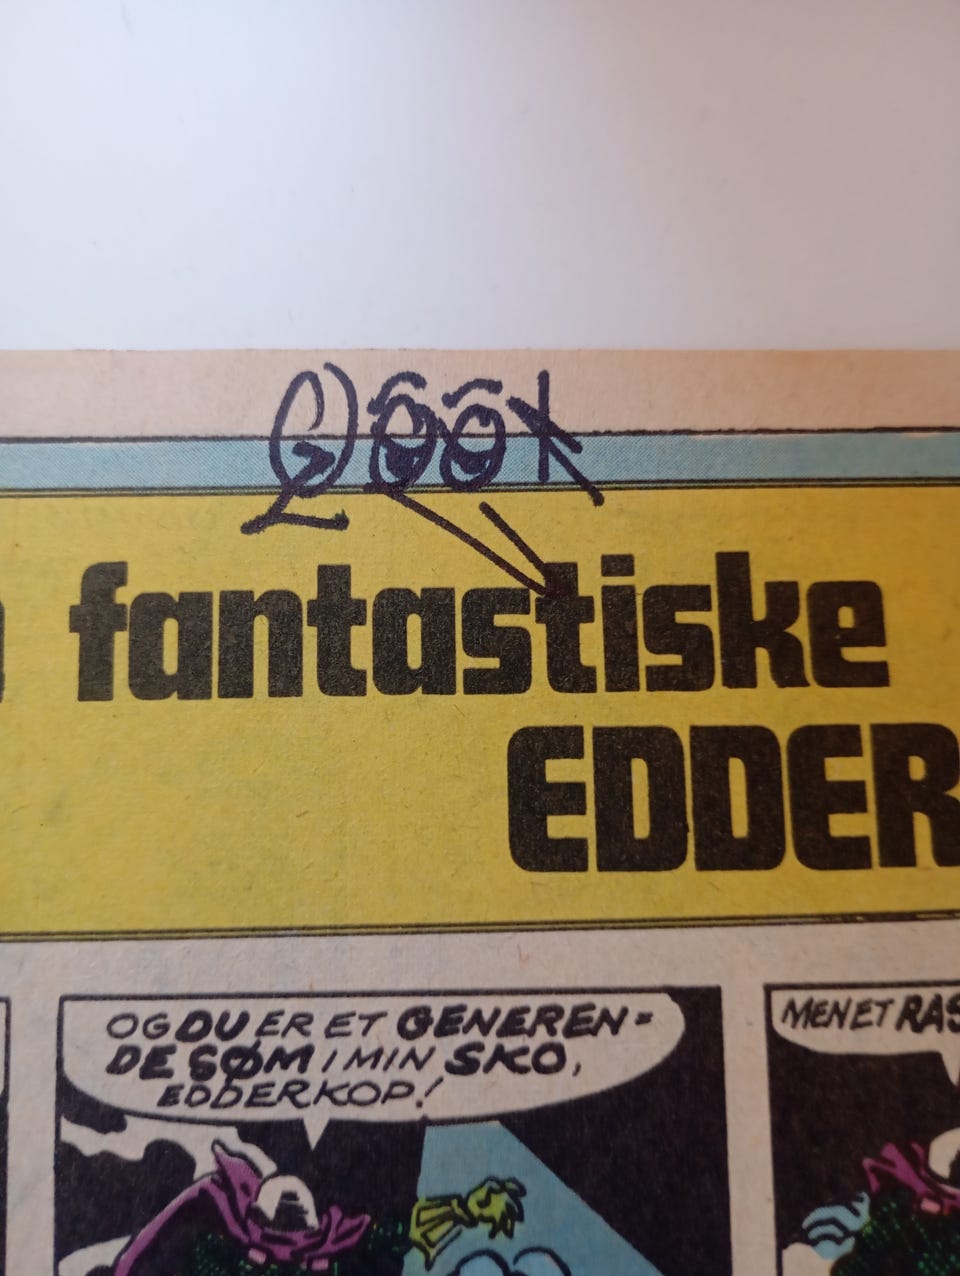 fantastiske
EDDER
OG DU ER ET GENEREN-
DE SØM I MIN SKO,
EDDERKOP!
MEN ET RAS